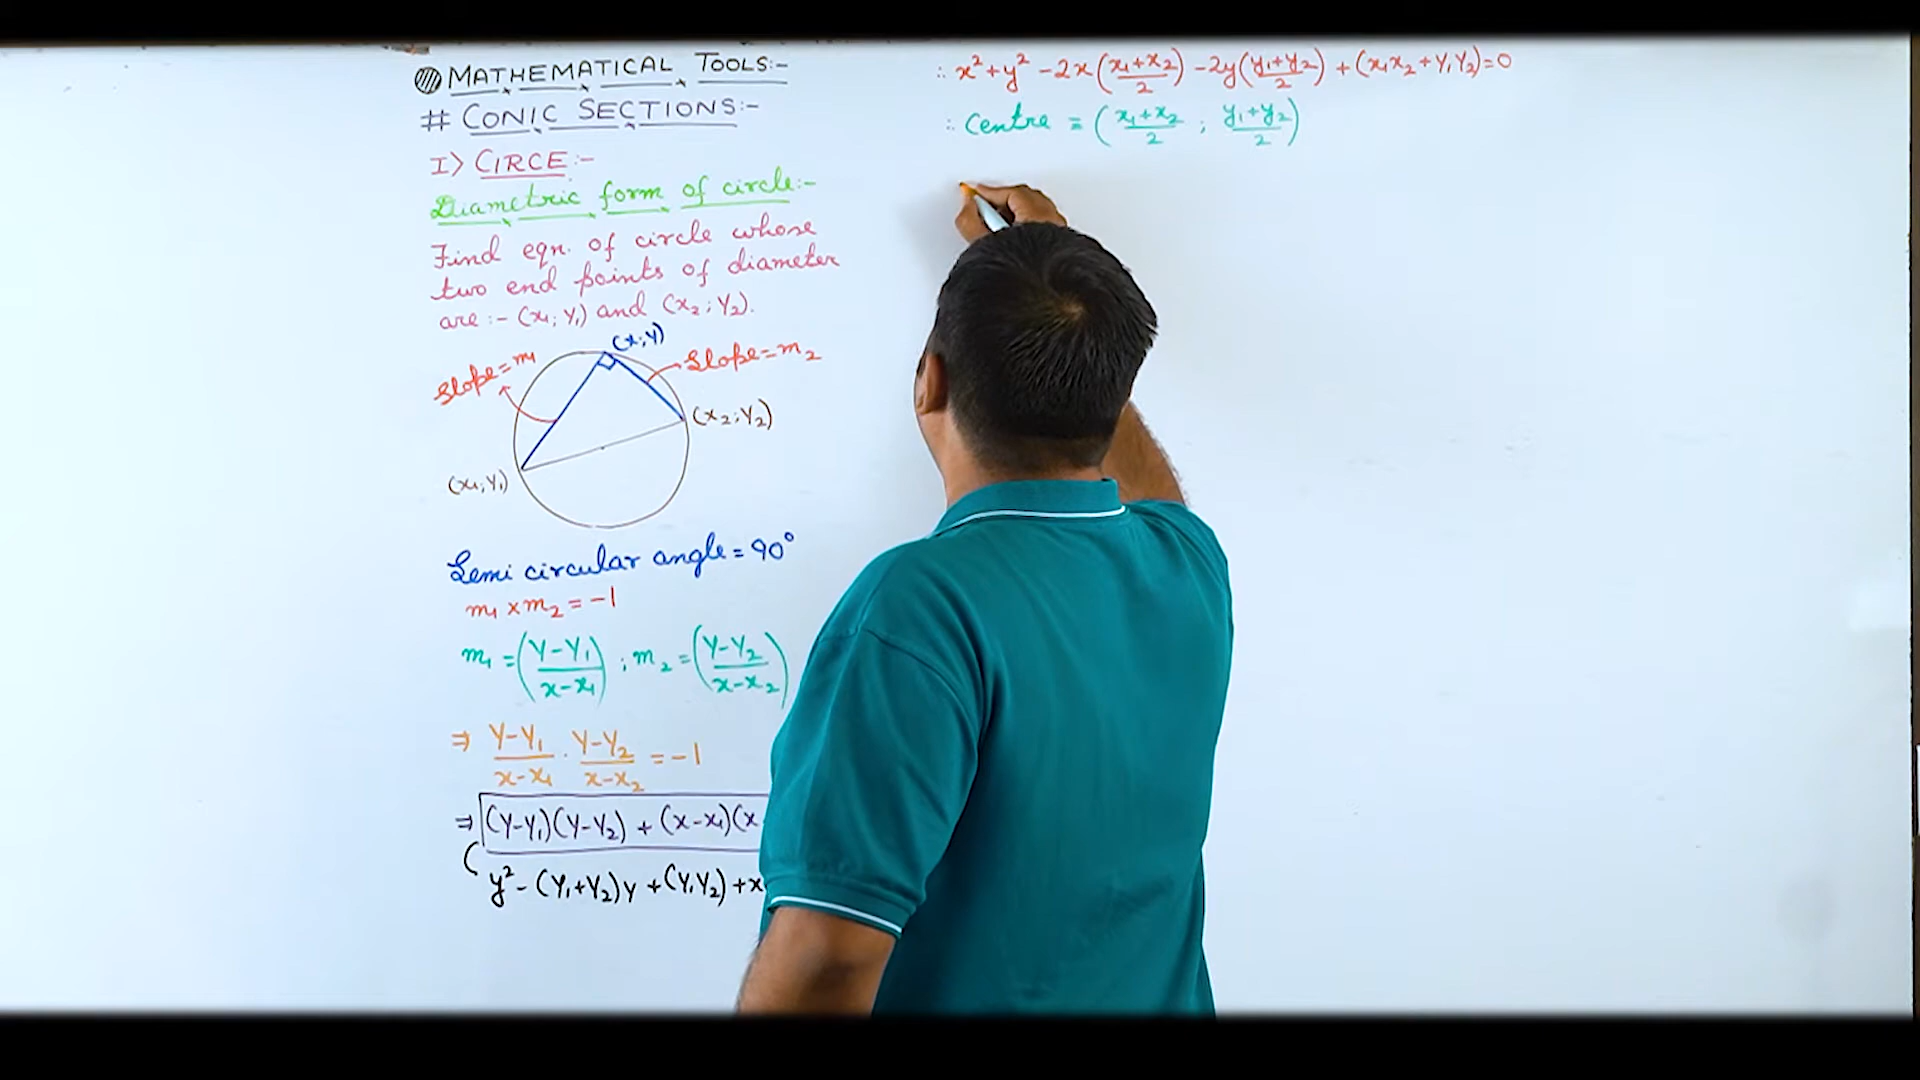 MATHEMATICAL TOOLS:-
# CONIC SECTIONS:-
I> CIRCE:-
Diametric form of circle:-
Find eqn. of circle whose
two end points of diameter
are:- (x₁; Y₁) and (x₂; Y₂).
(x; Y)
Slope = m₁
Slope = m₂
(x₂; Y₂)
(x₁; Y₁)
Semi circular angle = 90°
m₁ × m₂ = -1
m₁ = (Y-Y₁/x-x₁) ; m₂ = (Y-Y₂/x-x₂)
⇒ Y-Y₁/x-x₁ . Y-Y₂/x-x₂ = -1
⇒ (Y-Y₁)(Y-Y₂) + (x-x₁)(x
y² - (Y₁+Y₂)y + (Y₁Y₂) + x
∴ x² + y² - 2x(x₁+x₂/2) - 2y(y₁+y₂/2) + (x₁x₂ + Y₁Y₂) = 0
∴ Centre = (x₁+x₂/2 ; y₁+y₂/2)